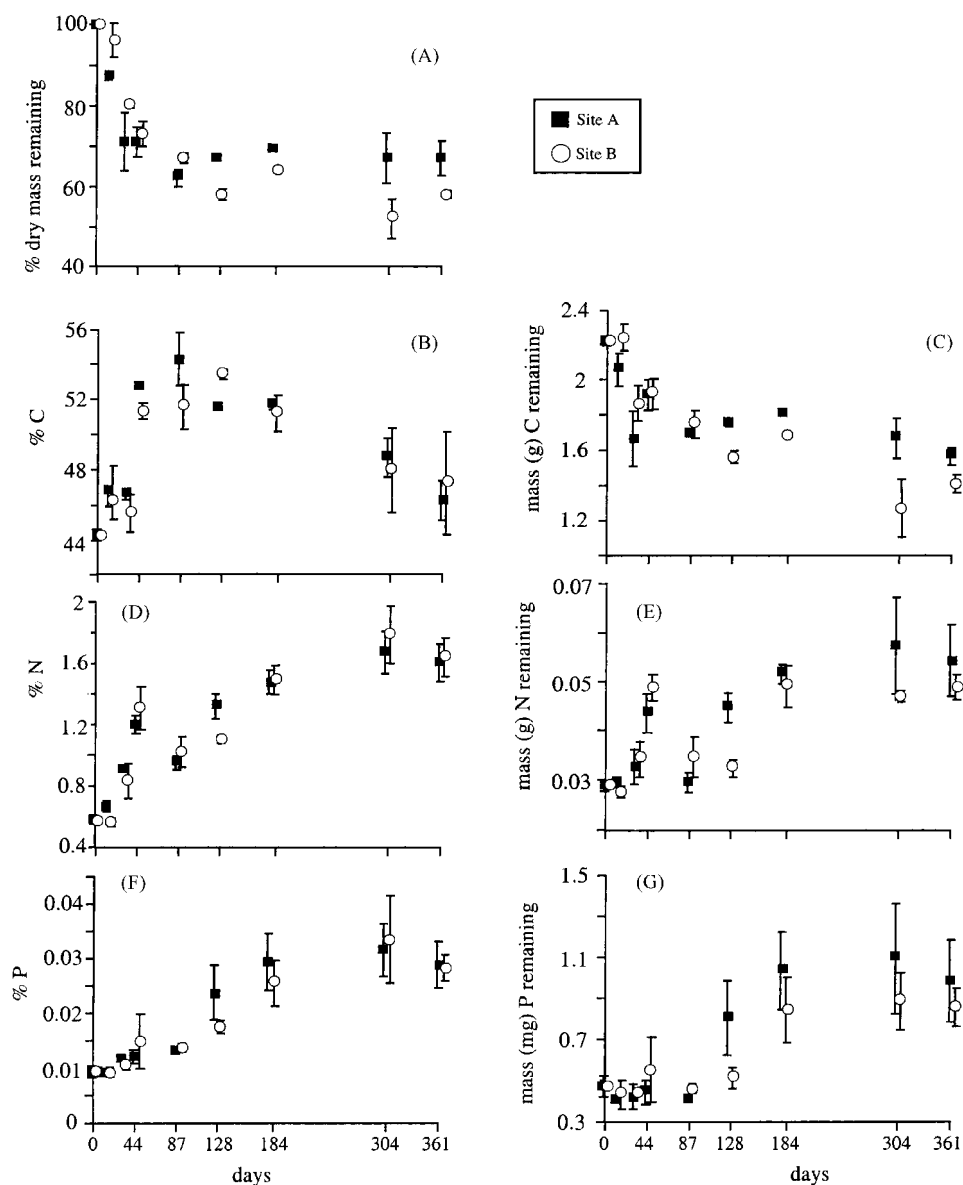 100
80
60
40
% dry mass remaining
(A)
Site A
Site B
56
52
48
44
% C
(B)
2.4
2
1.6
1.2
mass (g) C remaining
(C)
2
1.6
1.2
0.8
0.4
% N
(D)
0.07
0.05
0.03
mass (g) N remaining
(E)
0.04
0.03
0.02
0.01
0
% P
(F)
0 44 87 128 184 304 361
days
1.5
1.1
0.7
0.3
mass (mg) P remaining
(G)
0 44 87 128 184 304 361
days